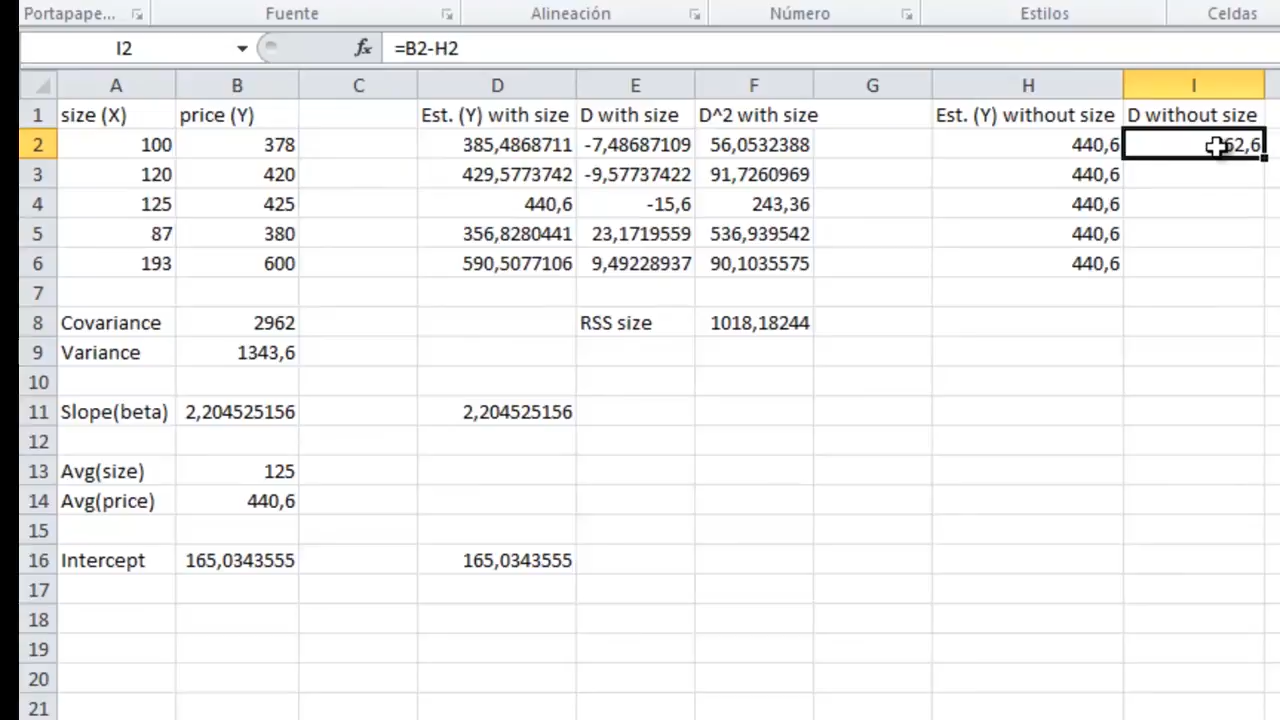 Portapape... Fuente Alineación Número Estilos Celdas
I2 fx =B2-H2
A B C D E F G H I
1 size (X) price (Y) Est. (Y) with size D with size D^2 with size Est. (Y) without size D without size
2 100 378 385,4868711 -7,48687109 56,0532388 440,6 62,6
3 120 420 429,5773742 -9,57737422 91,7260969 440,6
4 125 425 440,6 -15,6 243,36 440,6
5 87 380 356,8280441 23,1719559 536,939542 440,6
6 193 600 590,5077106 9,49228937 90,1035575 440,6
7
8 Covariance 2962 RSS size 1018,18244
9 Variance 1343,6
10
11 Slope(beta) 2,204525156 2,204525156
12
13 Avg(size) 125
14 Avg(price) 440,6
15
16 Intercept 165,0343555 165,0343555
17
18
19
20
21